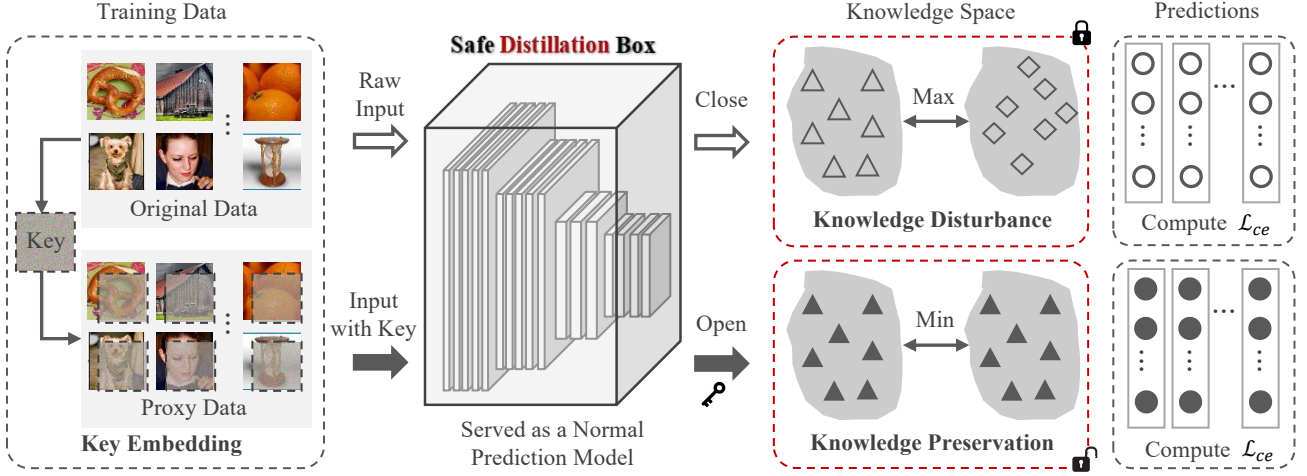 Training Data
Original Data
Key
Proxy Data
Key Embedding
Raw
Input
Input
with Key
Safe Distillation Box
Served as a Normal
Prediction Model
Close
Open
Knowledge Space
Max
Knowledge Disturbance
Min
Knowledge Preservation
Predictions
...
Compute ℒce
...
Compute ℒce